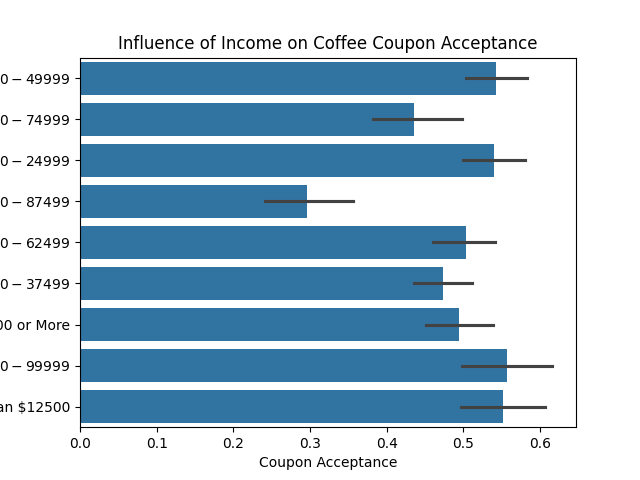 Influence of Income on Coffee Coupon Acceptance
0 − 49999
0 − 74999
0 − 24999
0 − 87499
0 − 62499
0 − 37499
00 or More
0 − 99999
an $12500
0.0 0.1 0.2 0.3 0.4 0.5 0.6
Coupon Acceptance